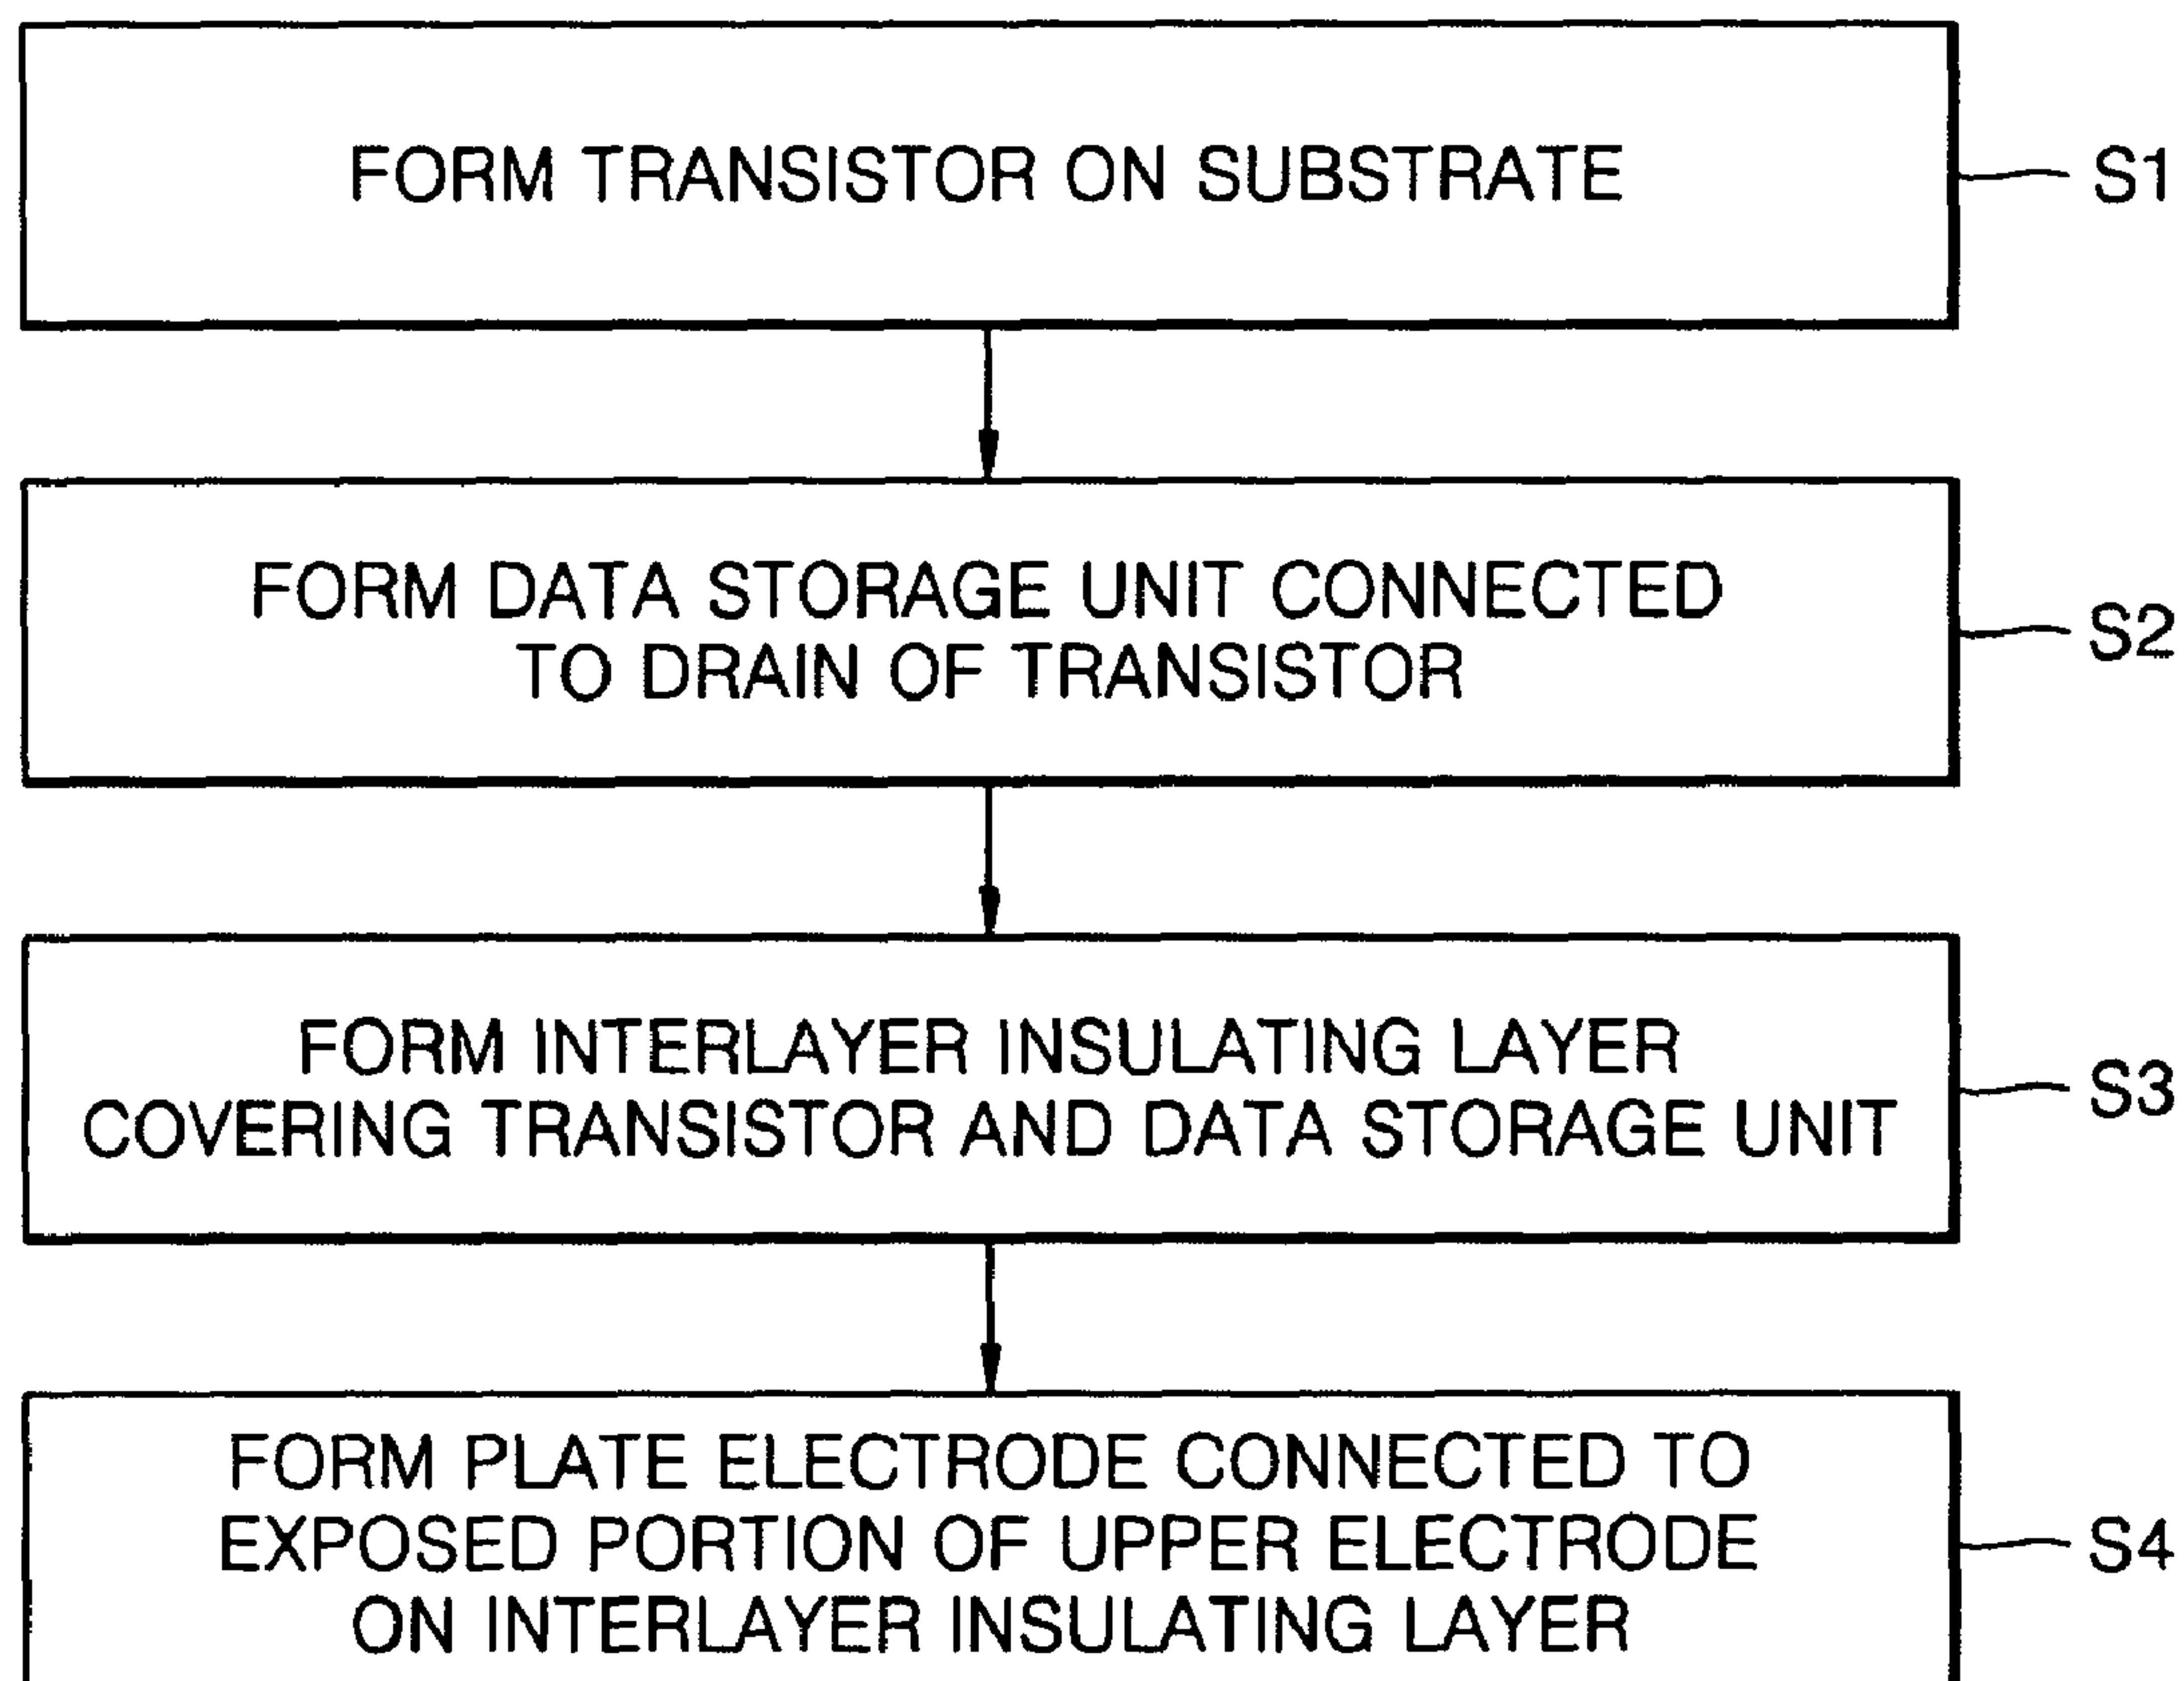 FORM TRANSISTOR ON SUBSTRATE
S1
FORM DATA STORAGE UNIT CONNECTED
TO DRAIN OF TRANSISTOR
S2
FORM INTERLAYER INSULATING LAYER
COVERING TRANSISTOR AND DATA STORAGE UNIT
S3
FORM PLATE ELECTRODE CONNECTED TO
EXPOSED PORTION OF UPPER ELECTRODE
ON INTERLAYER INSULATING LAYER
S4